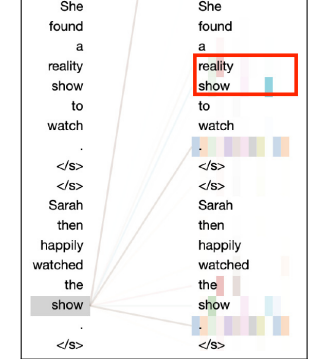 She She
found found
a a
reality reality
show show
to to
watch watch
. .
</s> </s>
</s> </s>
Sarah Sarah
then then
happily happily
watched watched
the the
show show
. .
</s> </s>